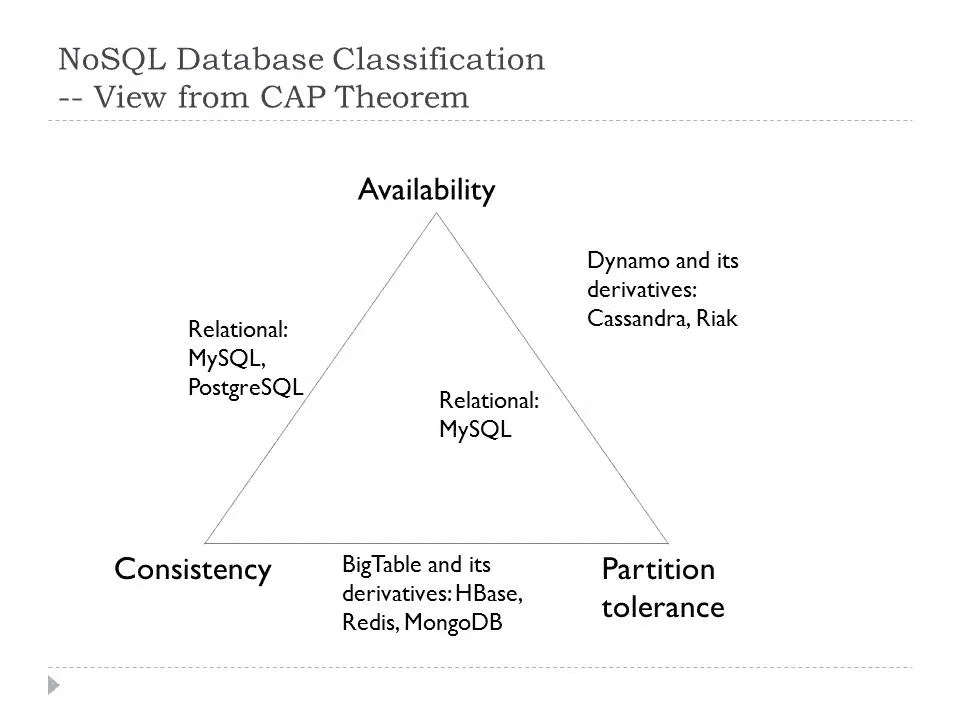 NoSQL Database Classification
-- View from CAP Theorem
Availability
Dynamo and its
derivatives:
Cassandra, Riak
Relational:
MySQL,
PostgreSQL
Relational:
MySQL
Consistency
BigTable and its
derivatives: HBase,
Redis, MongoDB
Partition
tolerance